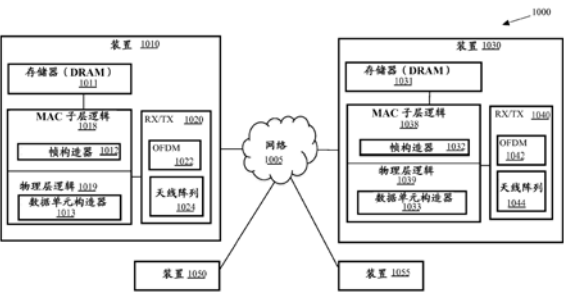 1000
装置 1010
存储器（DRAM）
1011
MAC 子层逻辑
1018
帧构造器 1012
物理层逻辑 1019
数据单元构造器
1013
RX/TX 1020
OFDM
1022
天线阵列
1024
网络
1005
装置 1030
存储器（DRAM）
1031
MAC 子层逻辑
1038
帧构造器 1032
物理层逻辑
1039
数据单元构造器
1033
RX/TX 1040
OFDM
1042
天线阵列
1044
装置 1050
装置 1055